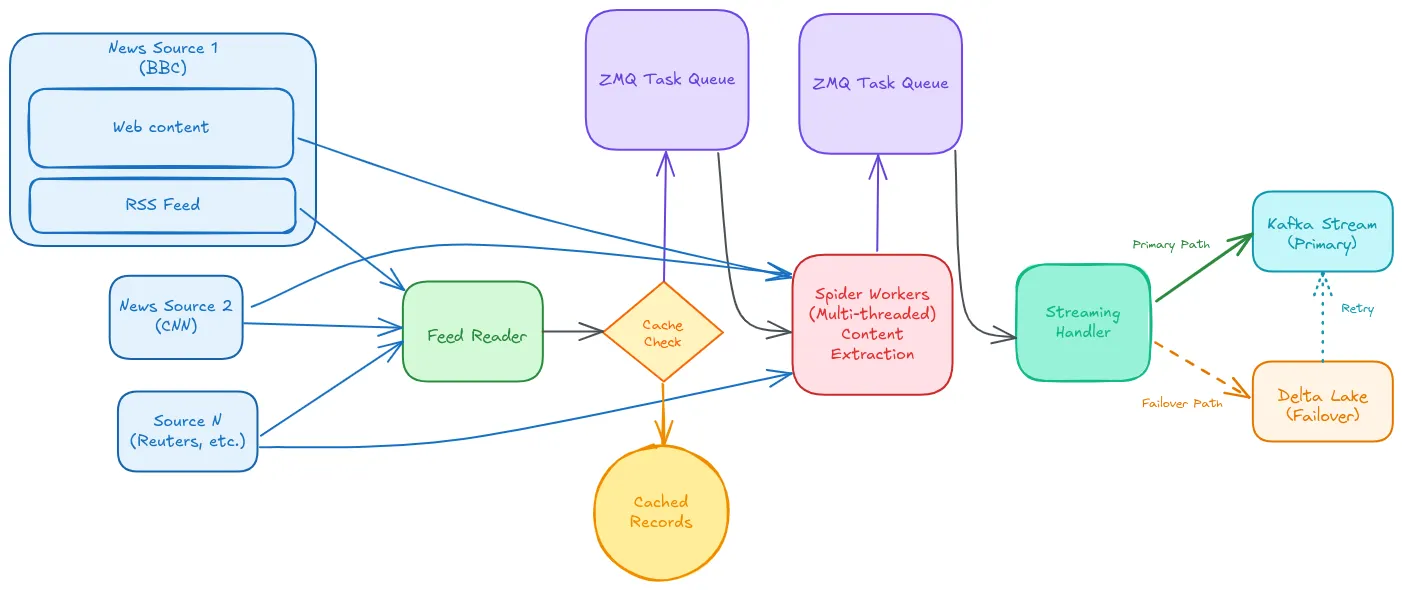 News Source 1
(BBC)
Web content
RSS Feed
News Source 2
(CNN)
Source N
(Reuters, etc.)
Feed Reader
ZMQ Task Queue
Cache
Check
Cached
Records
ZMQ Task Queue
Spider Workers
(Multi-threaded)
Content
Extraction
Streaming
Handler
Primary Path
Failover Path
Kafka Stream
(Primary)
Retry
Delta Lake
(Failover)